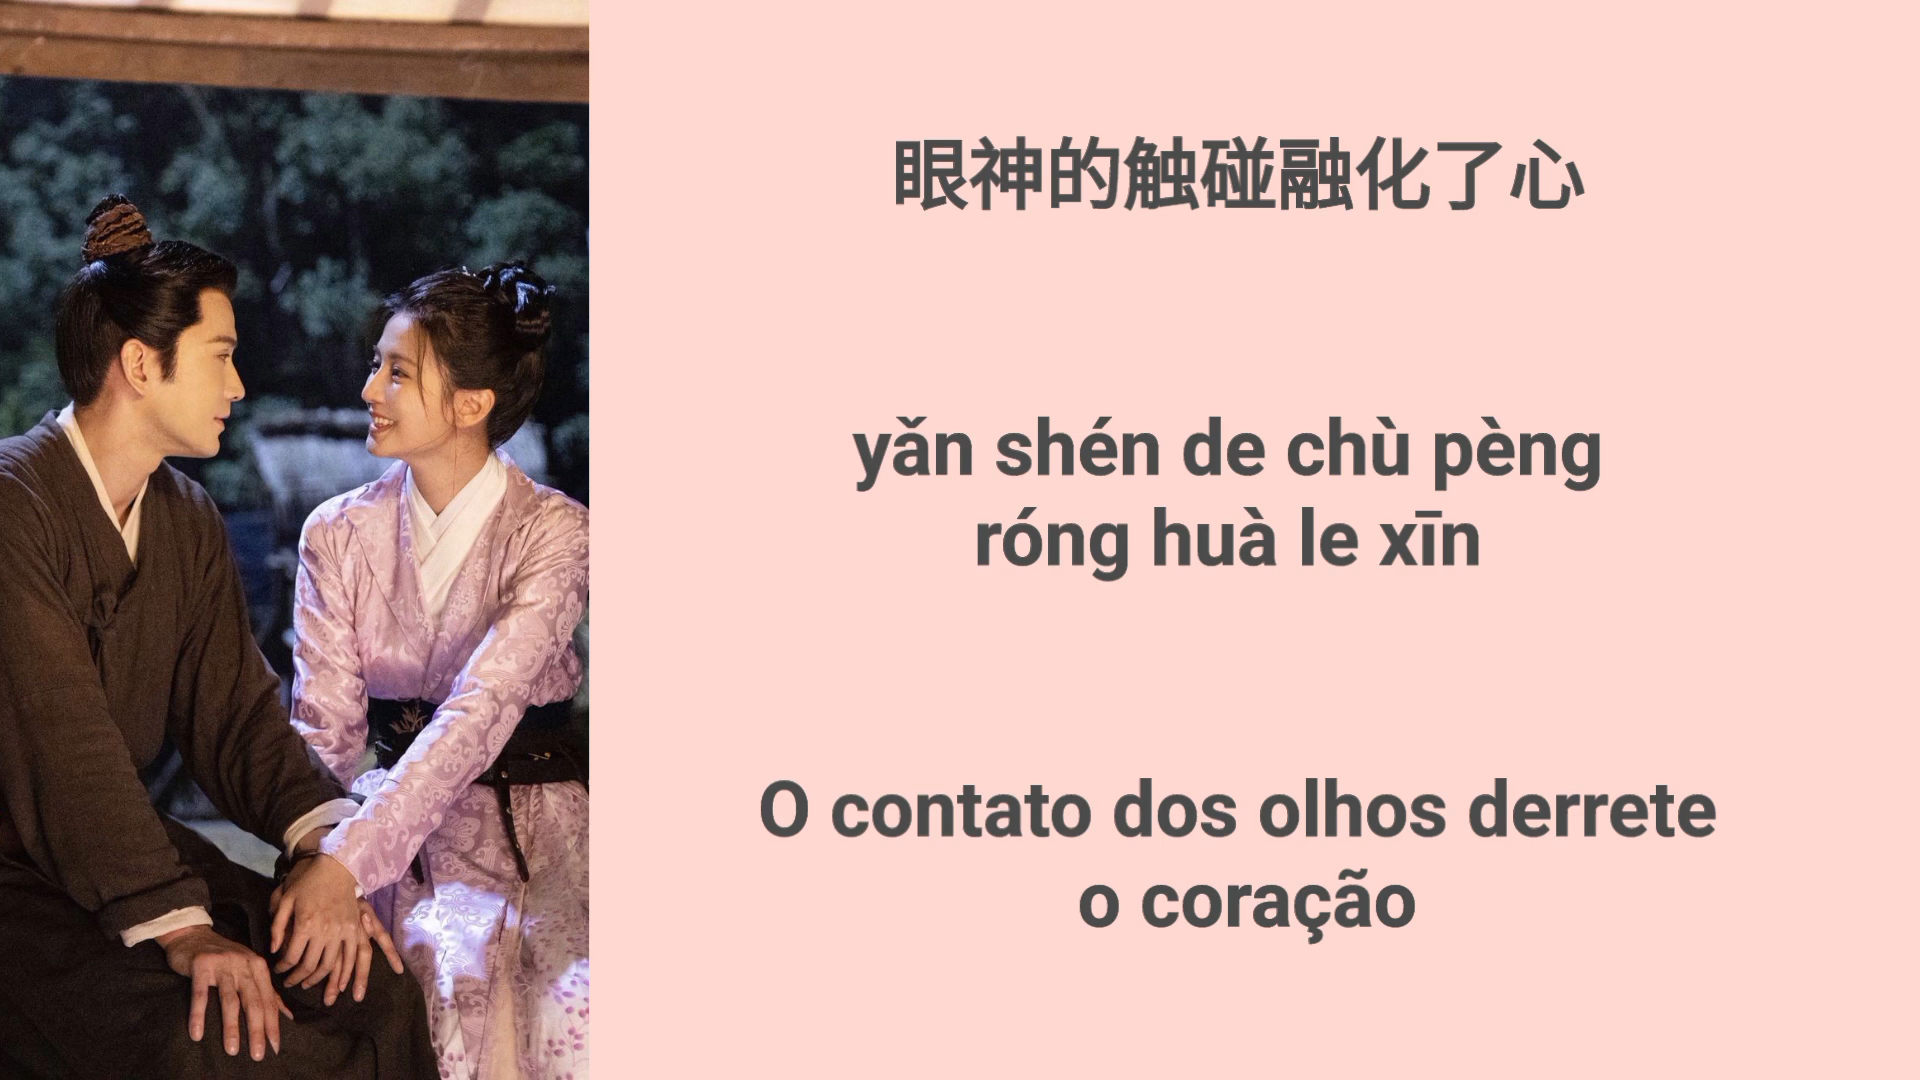 眼神的触碰融化了心
yǎn shén de chù pèng
róng huà le xīn
O contato dos olhos derrete
o coração